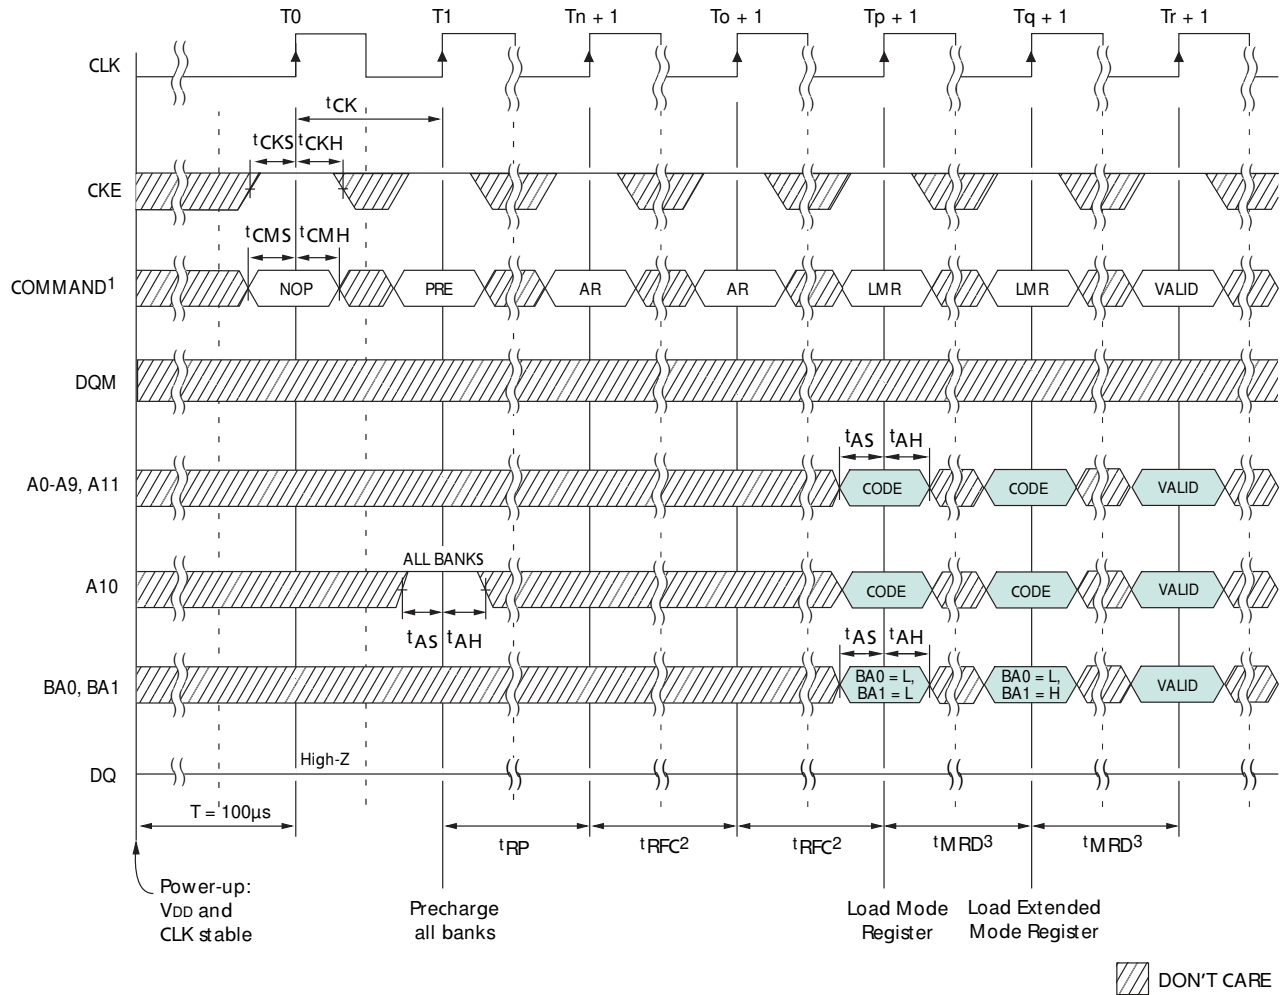 T0 T1 Tn + 1 To + 1 Tp + 1 Tq + 1 Tr + 1
CLK
tCK
tCKS tCKH
CKE
tCMS tCMH
COMMAND1 NOP PRE AR AR LMR LMR VALID
DQM
tAS tAH
A0-A9, A11 CODE CODE VALID
ALL BANKS
A10 CODE CODE VALID
tAS tAH tAS tAH
BA0, BA1 BA0 = L, BA1 = L BA0 = L, BA1 = H VALID
High-Z
DQ
T = 100µs
tRP tRFC2 tRFC2 tMRD3 tMRD3
Power-up:
VDD and
CLK stable
Precharge
all banks
Load Mode
Register
Load Extended
Mode Register
DON'T CARE